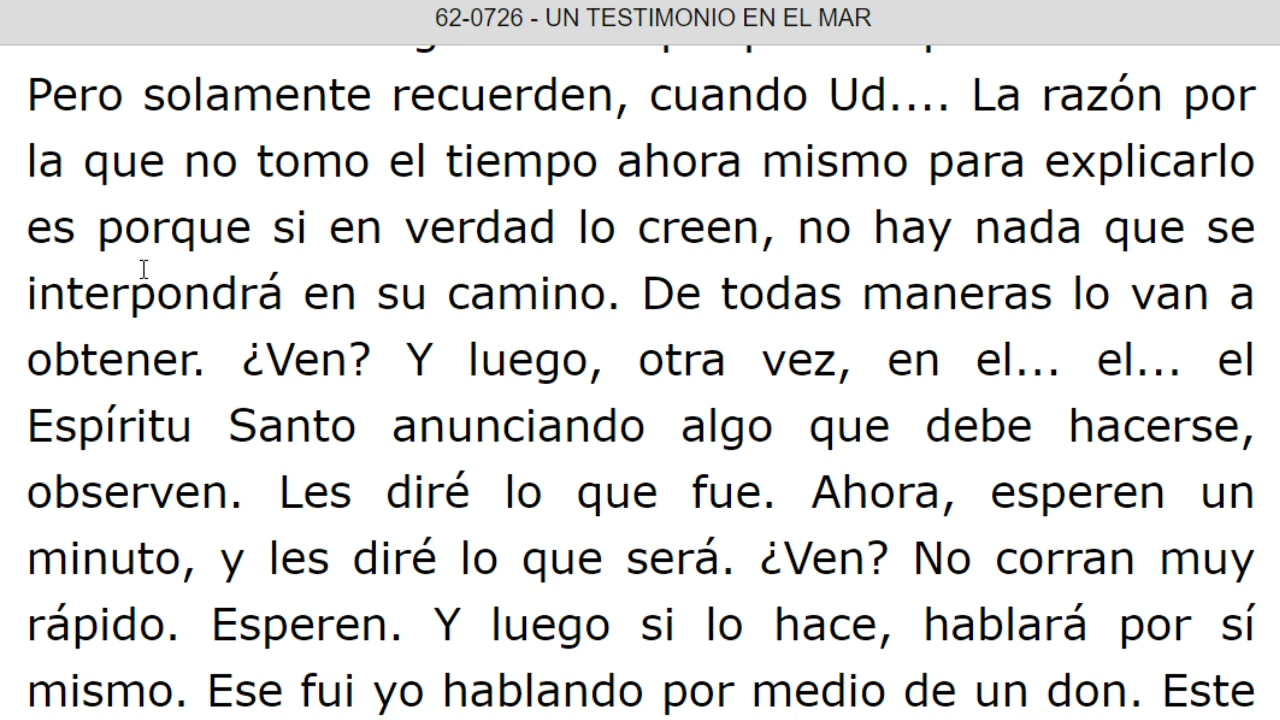 62-0726 - UN TESTIMONIO EN EL MAR
Pero solamente recuerden, cuando Ud.... La razón por
la que no tomo el tiempo ahora mismo para explicarlo
es porque si en verdad lo creen, no hay nada que se
interpondrá en su camino. De todas maneras lo van a
obtener. ¿Ven? Y luego, otra vez, en el... el... el
Espíritu Santo anunciando algo que debe hacerse,
observen. Les diré lo que fue. Ahora, esperen un
minuto, y les diré lo que será. ¿Ven? No corran muy
rápido. Esperen. Y luego si lo hace, hablará por sí
mismo. Ese fui yo hablando por medio de un don. Este